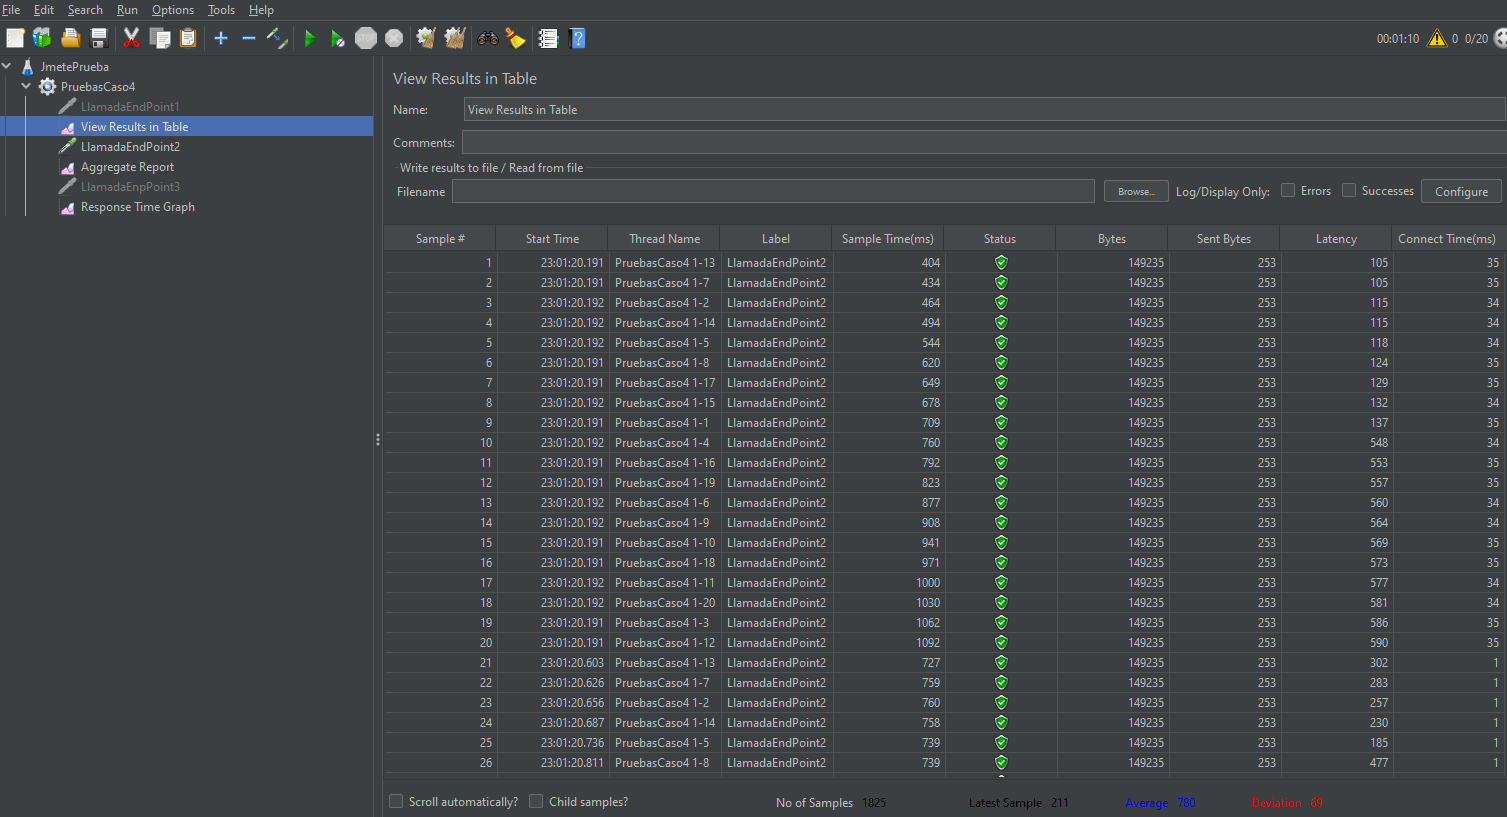 File Edit Search Run Options Tools Help
00:01:10 0 0/20
JmetePrueba
PruebasCaso4
LlamadaEndPoint1
View Results in Table
LlamadaEndPoint2
Aggregate Report
LlamadaEnpPoint3
Response Time Graph
View Results in Table
Name: View Results in Table
Comments:
Write results to file / Read from file
Filename Browse... Log/Display Only: Errors Successes Configure
Sample # Start Time Thread Name Label Sample Time(ms) Status Bytes Sent Bytes Latency Connect Time(ms)
1 23:01:20.191 PruebasCaso4 1-13 LlamadaEndPoint2 404 149235 253 105 35
2 23:01:20.191 PruebasCaso4 1-7 LlamadaEndPoint2 434 149235 253 105 35
3 23:01:20.192 PruebasCaso4 1-2 LlamadaEndPoint2 464 149235 253 115 34
4 23:01:20.192 PruebasCaso4 1-14 LlamadaEndPoint2 494 149235 253 115 34
5 23:01:20.192 PruebasCaso4 1-5 LlamadaEndPoint2 544 149235 253 118 34
6 23:01:20.191 PruebasCaso4 1-8 LlamadaEndPoint2 620 149235 253 124 35
7 23:01:20.191 PruebasCaso4 1-17 LlamadaEndPoint2 649 149235 253 129 35
8 23:01:20.192 PruebasCaso4 1-15 LlamadaEndPoint2 678 149235 253 132 34
9 23:01:20.191 PruebasCaso4 1-1 LlamadaEndPoint2 709 149235 253 137 35
10 23:01:20.192 PruebasCaso4 1-4 LlamadaEndPoint2 760 149235 253 548 34
11 23:01:20.191 PruebasCaso4 1-16 LlamadaEndPoint2 792 149235 253 553 35
12 23:01:20.191 PruebasCaso4 1-19 LlamadaEndPoint2 823 149235 253 557 35
13 23:01:20.192 PruebasCaso4 1-6 LlamadaEndPoint2 877 149235 253 560 34
14 23:01:20.192 PruebasCaso4 1-9 LlamadaEndPoint2 908 149235 253 564 34
15 23:01:20.191 PruebasCaso4 1-10 LlamadaEndPoint2 941 149235 253 569 35
16 23:01:20.191 PruebasCaso4 1-18 LlamadaEndPoint2 971 149235 253 573 35
17 23:01:20.192 PruebasCaso4 1-11 LlamadaEndPoint2 1000 149235 253 577 34
18 23:01:20.192 PruebasCaso4 1-20 LlamadaEndPoint2 1030 149235 253 581 34
19 23:01:20.191 PruebasCaso4 1-3 LlamadaEndPoint2 1062 149235 253 586 35
20 23:01:20.191 PruebasCaso4 1-12 LlamadaEndPoint2 1092 149235 253 590 35
21 23:01:20.603 PruebasCaso4 1-13 LlamadaEndPoint2 727 149235 253 302 1
22 23:01:20.626 PruebasCaso4 1-7 LlamadaEndPoint2 759 149235 253 283 1
23 23:01:20.656 PruebasCaso4 1-2 LlamadaEndPoint2 760 149235 253 257 1
24 23:01:20.687 PruebasCaso4 1-14 LlamadaEndPoint2 758 149235 253 230 1
25 23:01:20.736 PruebasCaso4 1-5 LlamadaEndPoint2 739 149235 253 185 1
26 23:01:20.811 PruebasCaso4 1-8 LlamadaEndPoint2 739 149235 253 477 1
Scroll automatically? Child samples? No of Samples 1825 Latest Sample 211 Average 780 Deviation 69